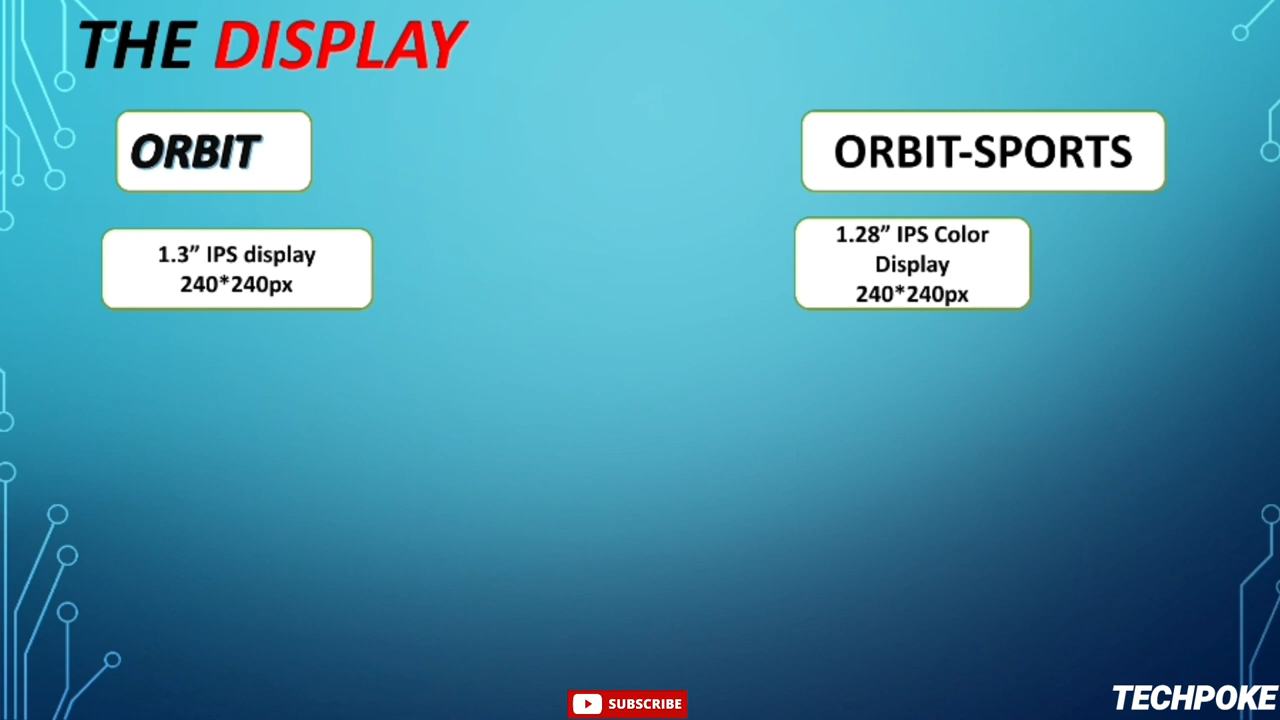 THE DISPLAY
ORBIT
ORBIT-SPORTS
1.3” IPS display
240*240px
1.28” IPS Color
Display
240*240px
SUBSCRIBE
TECHPOKE